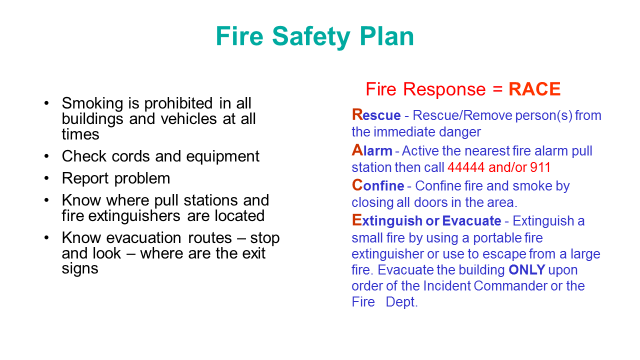 Fire Safety Plan
• Smoking is prohibited in all
buildings and vehicles at all
times
• Check cords and equipment
• Report problem
• Know where pull stations and
fire extinguishers are located
• Know evacuation routes – stop
and look – where are the exit
signs
Fire Response = RACE
Rescue - Rescue/Remove person(s) from
the immediate danger
Alarm - Active the nearest fire alarm pull
station then call 44444 and/or 911
Confine - Confine fire and smoke by
closing all doors in the area.
Extinguish or Evacuate - Extinguish a
small fire by using a portable fire
extinguisher or use to escape from a large
fire. Evacuate the building ONLY upon
order of the Incident Commander or the
Fire Dept.